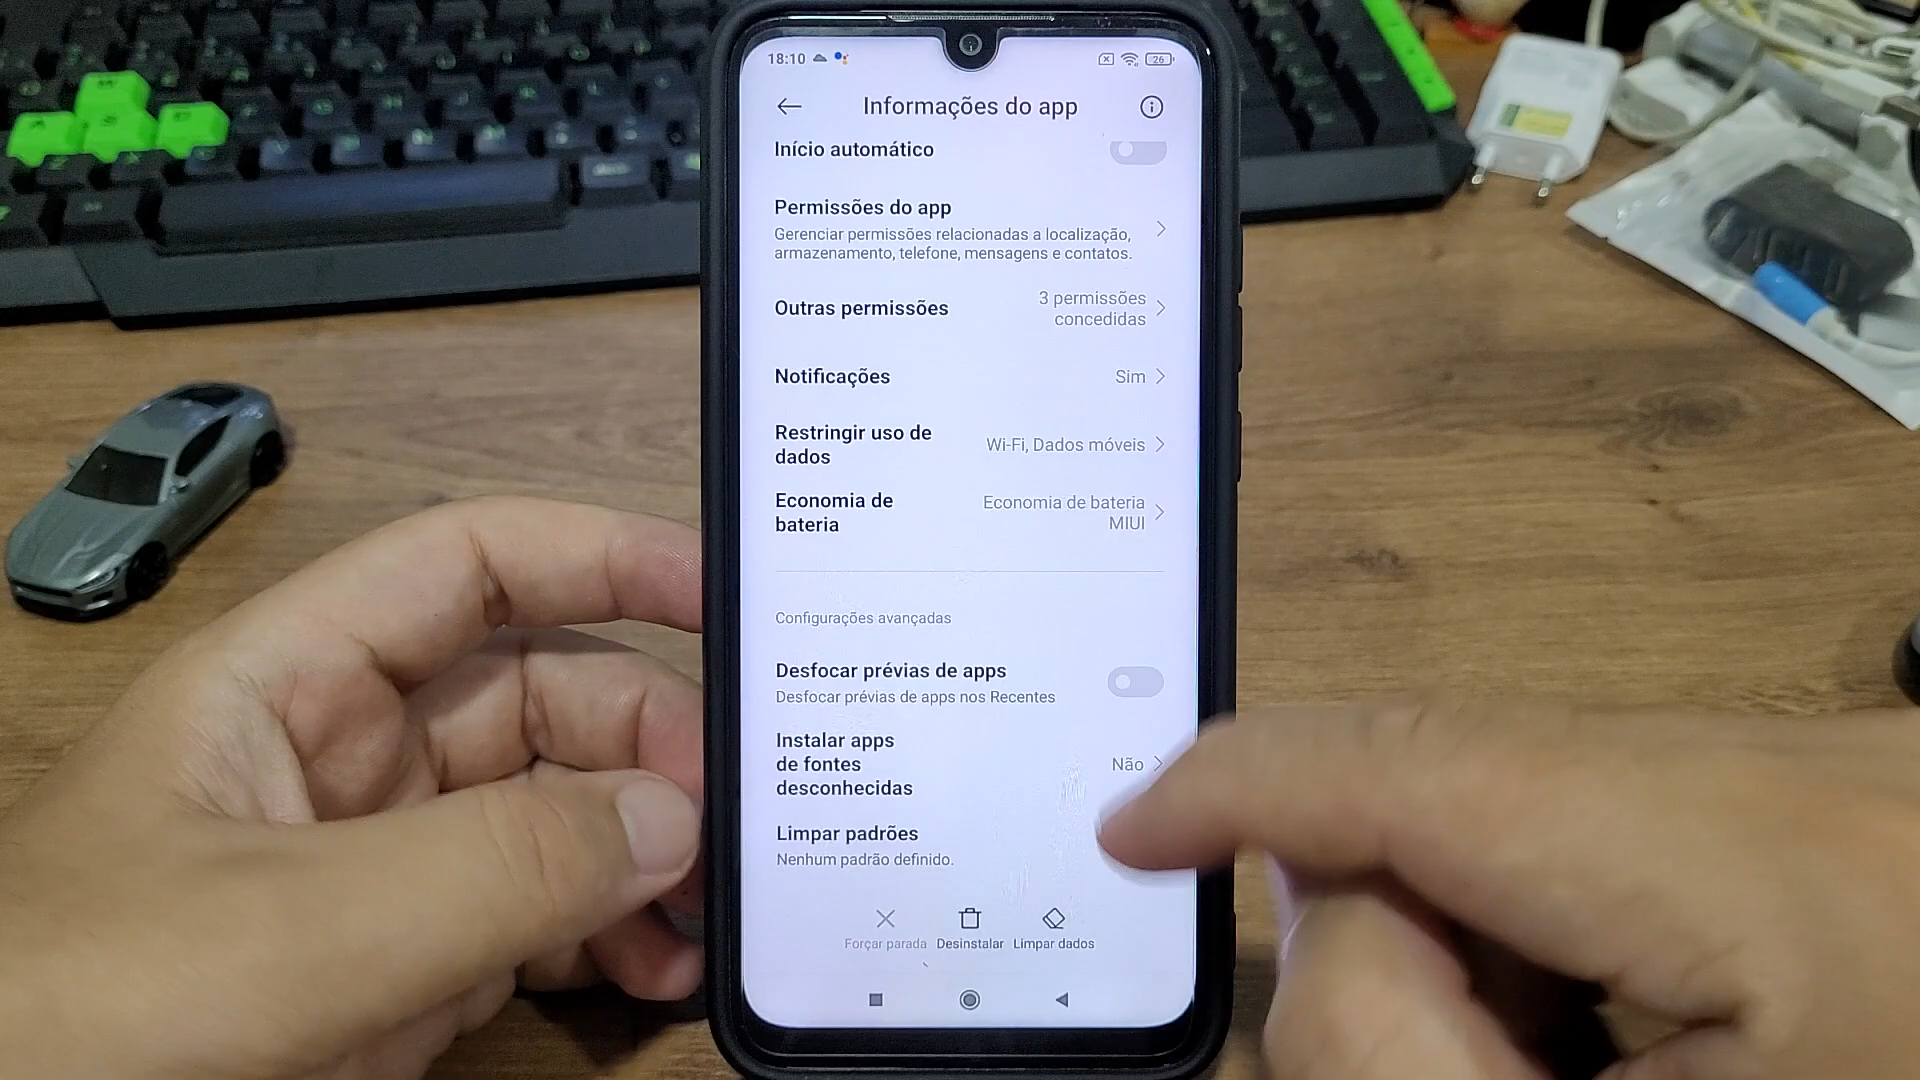 18:10
26
Informações do app
Início automático
Permissões do app
Gerenciar permissões relacionadas a localização,
armazenamento, telefone, mensagens e contatos.
Outras permissões
3 permissões
concedidas
Notificações
Sim
Restringir uso de
dados
Wi-Fi, Dados móveis
Economia de
bateria
Economia de bateria
MIUI
Configurações avançadas
Desfocar prévias de apps
Desfocar prévias de apps nos Recentes
Instalar apps
de fontes
desconhecidas
Não
Limpar padrões
Nenhum padrão definido.
Forçar parada
Desinstalar
Limpar dados